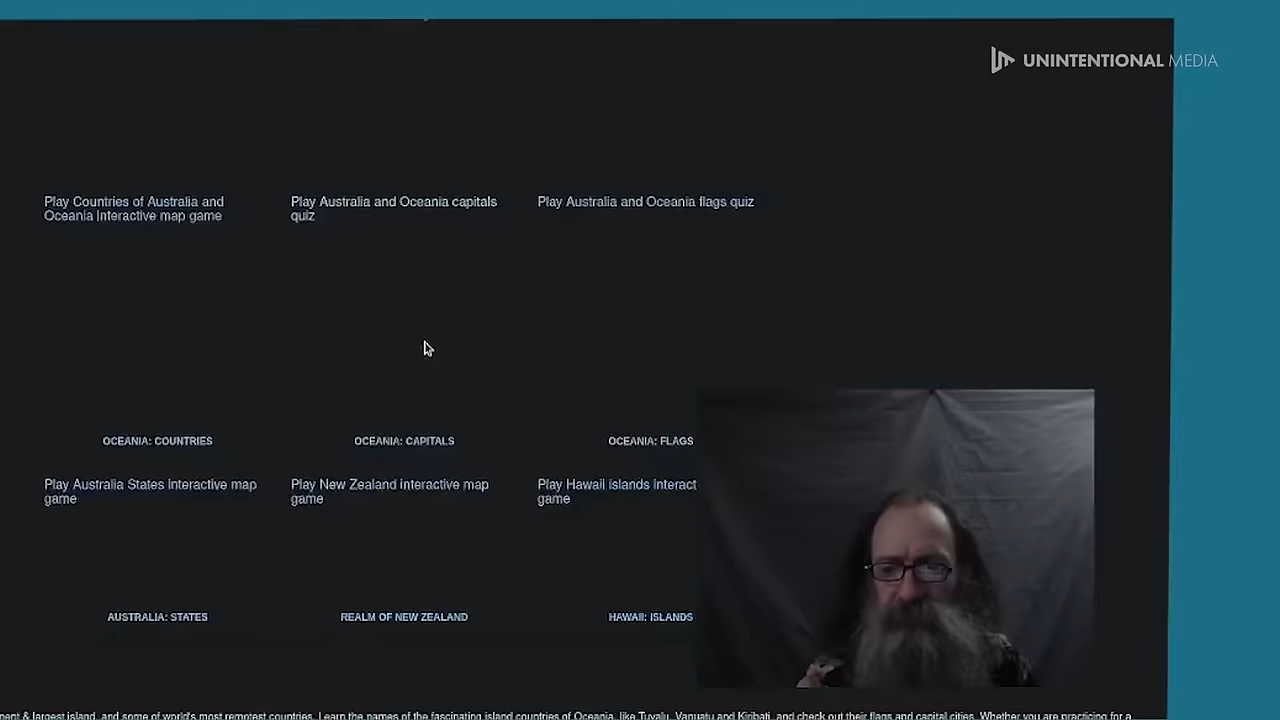 UNINTENTIONAL MEDIA
Play Countries of Australia and
Oceania Interactive map game
Play Australia and Oceania capitals
quiz
Play Australia and Oceania flags quiz
OCEANIA: COUNTRIES
OCEANIA: CAPITALS
OCEANIA: FLAGS
Play Australia States Interactive map
game
Play New Zealand interactive map
game
Play Hawaii islands Interact
game
AUSTRALIA: STATES
REALM OF NEW ZEALAND
HAWAII: ISLANDS
& largest island, and some of world's most remotest countries. Learn the names of the fascinating island countries of Oceania, like Tuvalu, Vanuatu and Kiribati, and check out their flags and capital cities. Whether you are practicing for a